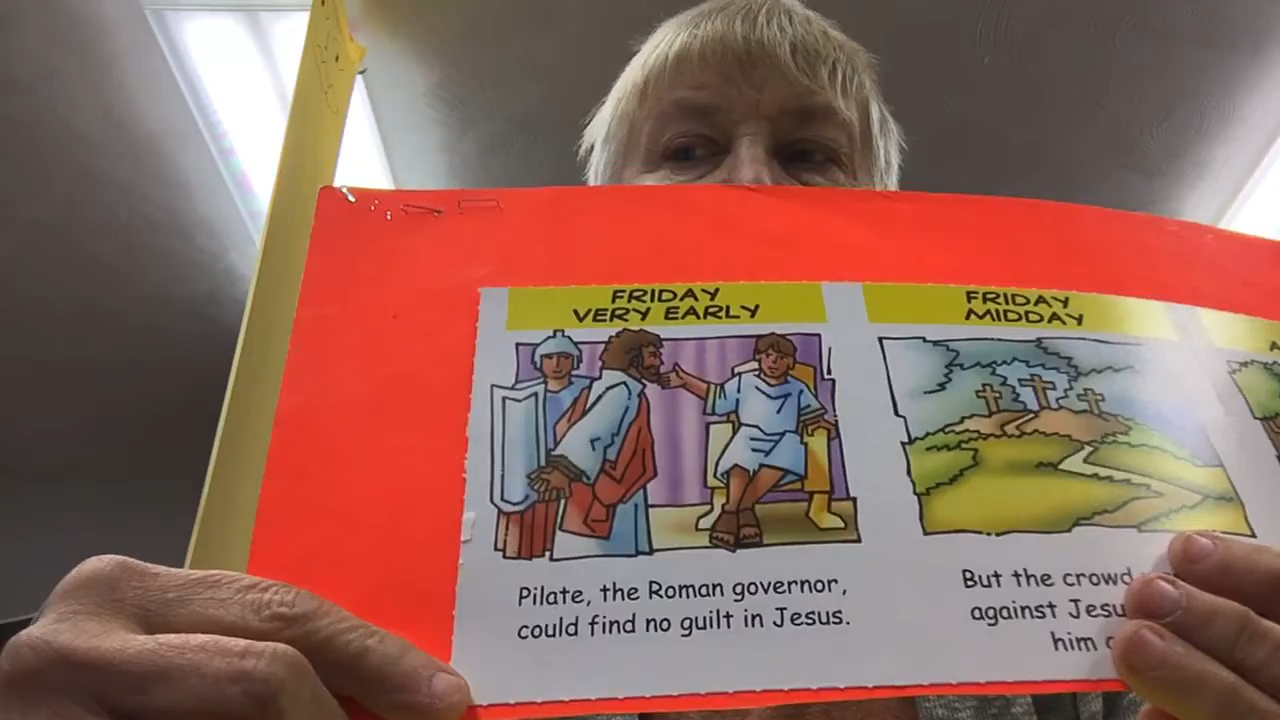 FRIDAY
VERY EARLY
Pilate, the Roman governor,
could find no guilt in Jesus.
FRIDAY
MIDDAY
But the crowd
against
him